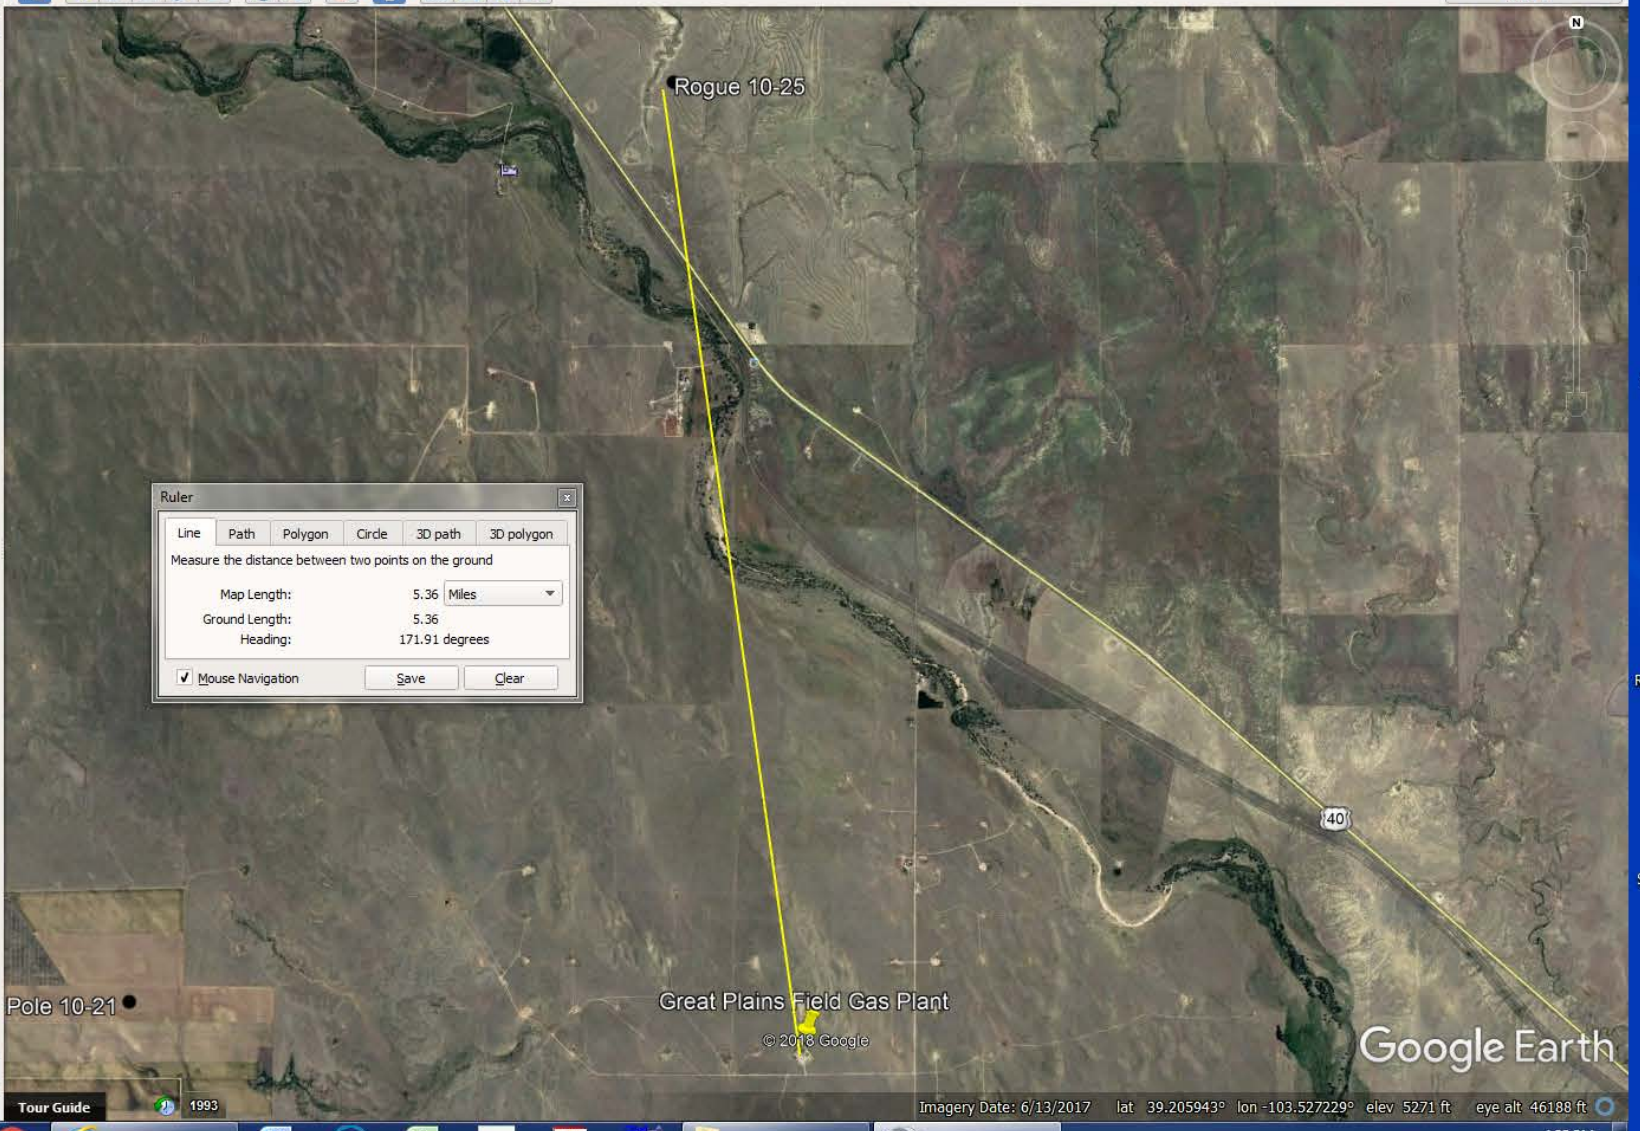 N
Rogue 10-25
Ruler
x
Line Path Polygon Circle 3D path 3D polygon
Measure the distance between two points on the ground
Map Length: 5.36 Miles
Ground Length: 5.36
Heading: 171.91 degrees
Mouse Navigation Save Clear
40
Pole 10-21
Great Plains Field Gas Plant
© 2018 Google
Google Earth
Tour Guide 1993 Imagery Date: 6/13/2017 lat 39.205943° lon -103.527229° elev 5271 ft eye alt 46188 ft